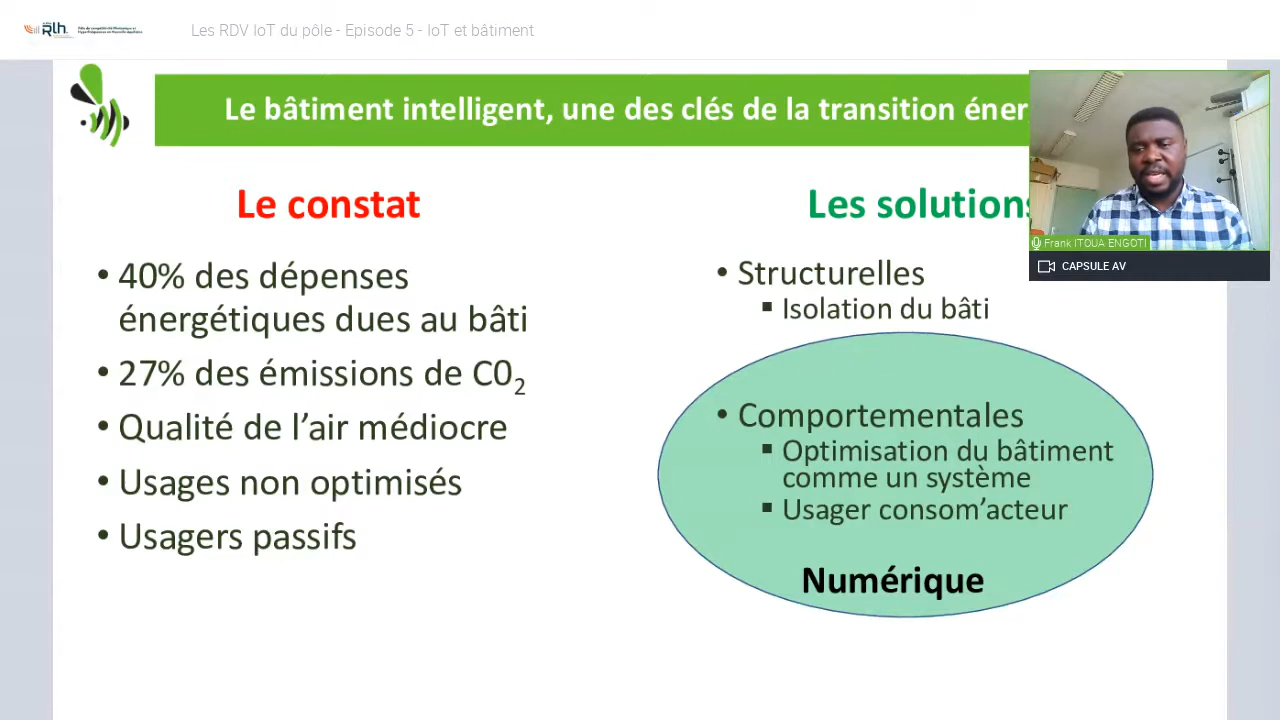 Rlh
Les RDV IoT du pôle - Episode 5 - IoT et bâtiment
Le bâtiment intelligent, une des clés de la transition éner
Le constat
• 40% des dépenses
énergétiques dues au bâti
• 27% des émissions de C0₂
• Qualité de l’air médiocre
• Usages non optimisés
• Usagers passifs
Les solutions
• Structurelles
▪ Isolation du bâti
• Comportementales
▪ Optimisation du bâtiment
comme un système
▪ Usager consom’acteur
Numérique
Frank ITOUA ENGOTI
CAPSULE AV